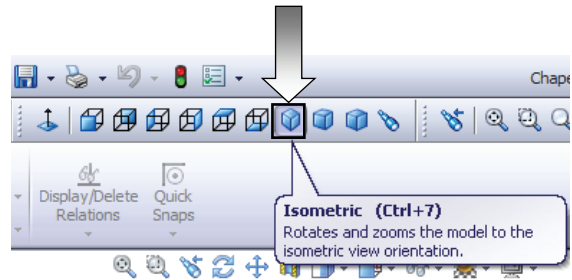 Chape
Display/Delete Quick
Relations Snaps
Isometric (Ctrl+7)
Rotates and zooms the model to the
isometric view orientation.